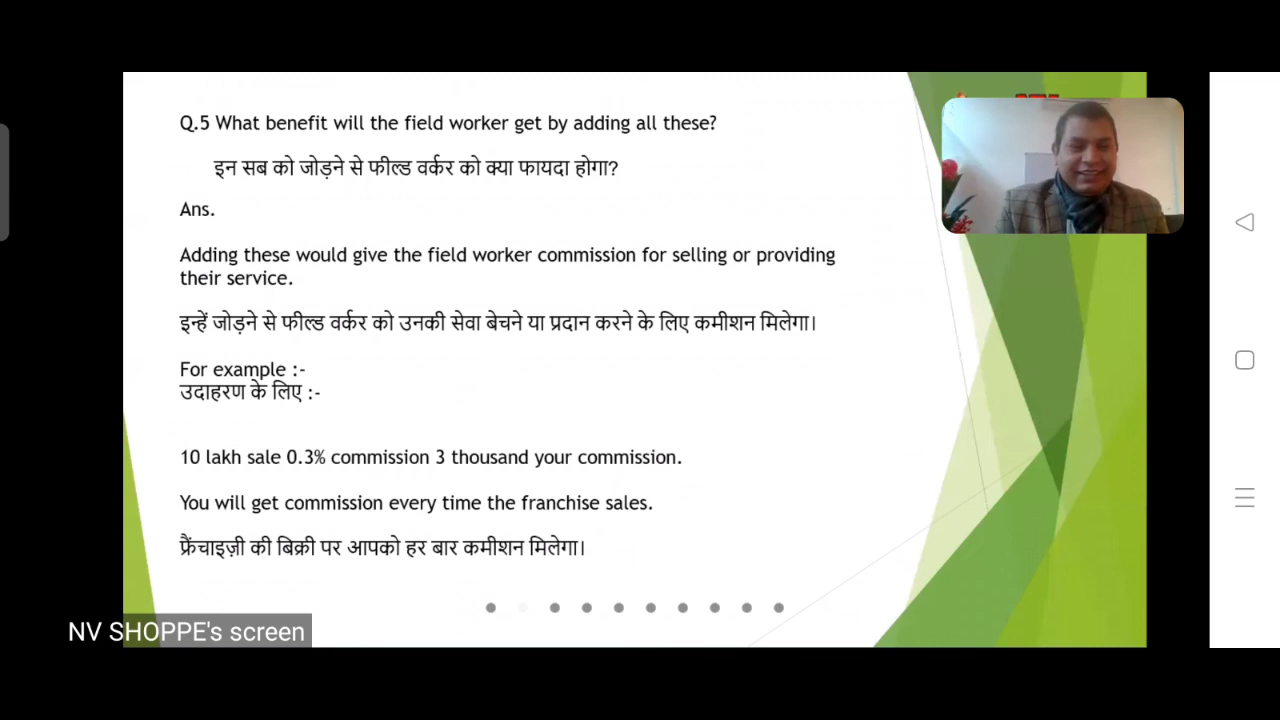 Q.5 What benefit will the field worker get by adding all these?
इन सब को जोड़ने से फील्ड वर्कर को क्या फायदा होगा?
Ans.
Adding these would give the field worker commission for selling or providing
their service.
इन्हें जोड़ने से फील्ड वर्कर को उनकी सेवा बेचने या प्रदान करने के लिए कमीशन मिलेगा।
For example :-
उदाहरण के लिए :-
10 lakh sale 0.3% commission 3 thousand your commission.
You will get commission every time the franchise sales.
फ्रैंचाइज़ी की बिक्री पर आपको हर बार कमीशन मिलेगा।
NV SHOPPE's screen